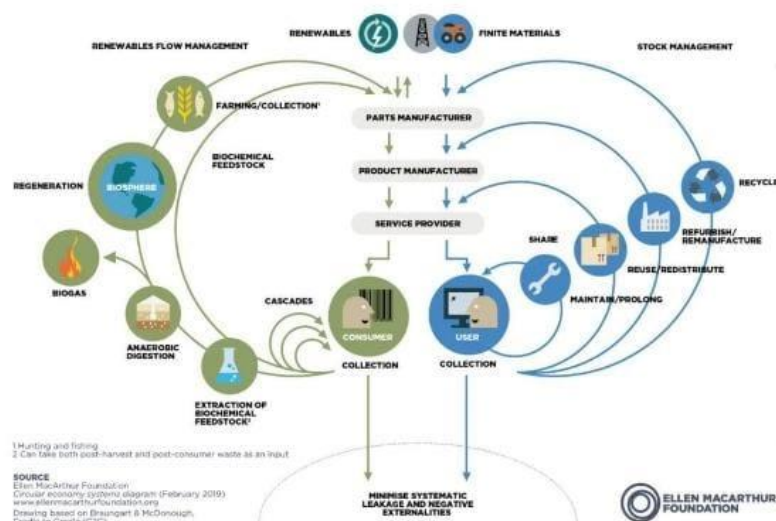 RENEWABLES
FINITE MATERIALS
RENEWABLES FLOW MANAGEMENT
STOCK MANAGEMENT
FARMING/COLLECTION¹
PARTS MANUFACTURER
BIOCHEMICAL
FEEDSTOCK
PRODUCT MANUFACTURER
REGENERATION
BIOSPHERE
RECYCLE
SERVICE PROVIDER
SHARE
REFURBISH/
REMANUFACTURE
REUSE/REDISTRIBUTE
BIOGAS
MAINTAIN/PROLONG
CASCADES
CONSUMER
USER
ANAEROBIC
DIGESTION
COLLECTION
COLLECTION
EXTRACTION OF
BIOCHEMICAL
FEEDSTOCK²
1 Hunting and fishing
2 Can take both post-harvest and post-consumer waste as an input
SOURCE
Ellen MacArthur Foundation
Circular economy systems diagram (February 2019)
www.ellenmacarthurfoundation.org
Drawing based on Braungart & McDonough,
MINIMISE SYSTEMATIC
LEAKAGE AND NEGATIVE
EXTERNALITIES
ELLEN MACARTHUR
FOUNDATION